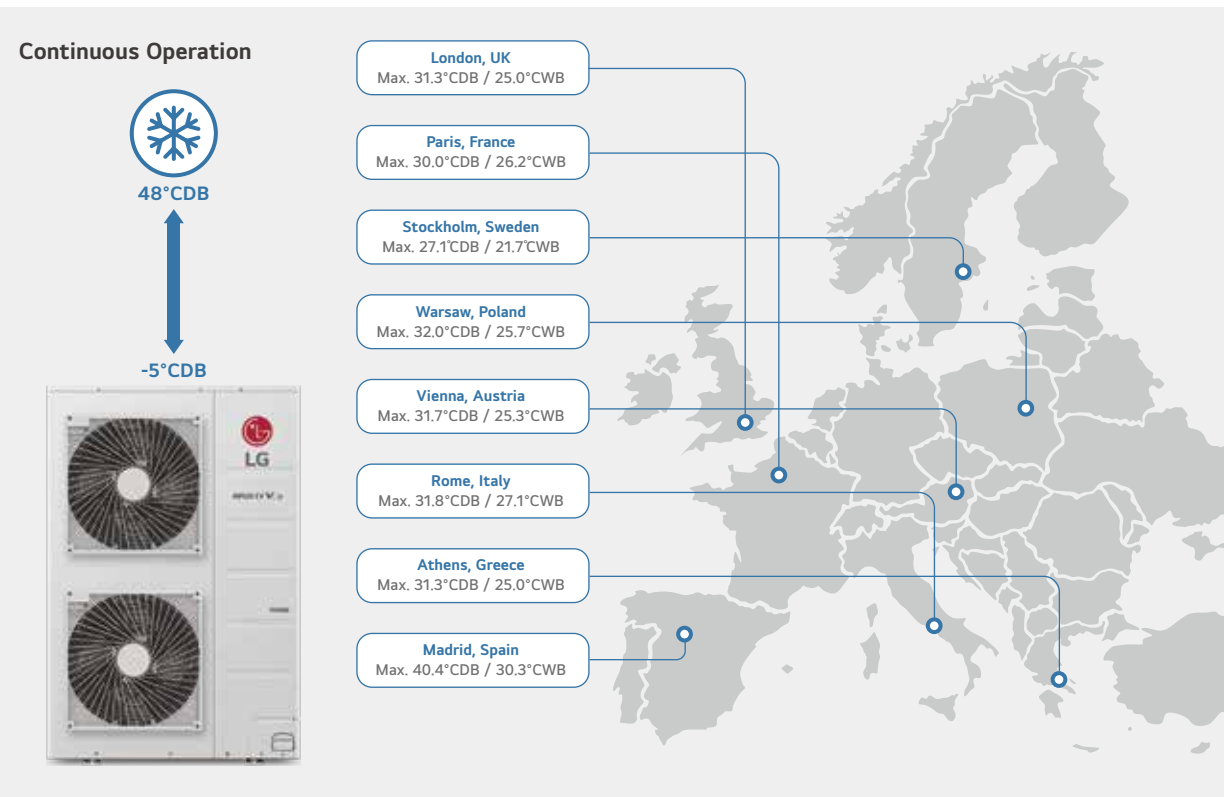 Continuous Operation
48°CDB
-5°CDB
LG
London, UK
Max. 31.3°CDB / 25.0°CWB
Paris, France
Max. 30.0°CDB / 26.2°CWB
Stockholm, Sweden
Max. 27.1℃DB / 21.7℃WB
Warsaw, Poland
Max. 32.0°CDB / 25.7°CWB
Vienna, Austria
Max. 31.7°CDB / 25.3°CWB
Rome, Italy
Max. 31.8°CDB / 27.1°CWB
Athens, Greece
Max. 31.3°CDB / 25.0°CWB
Madrid, Spain
Max. 40.4°CDB / 30.3°CWB